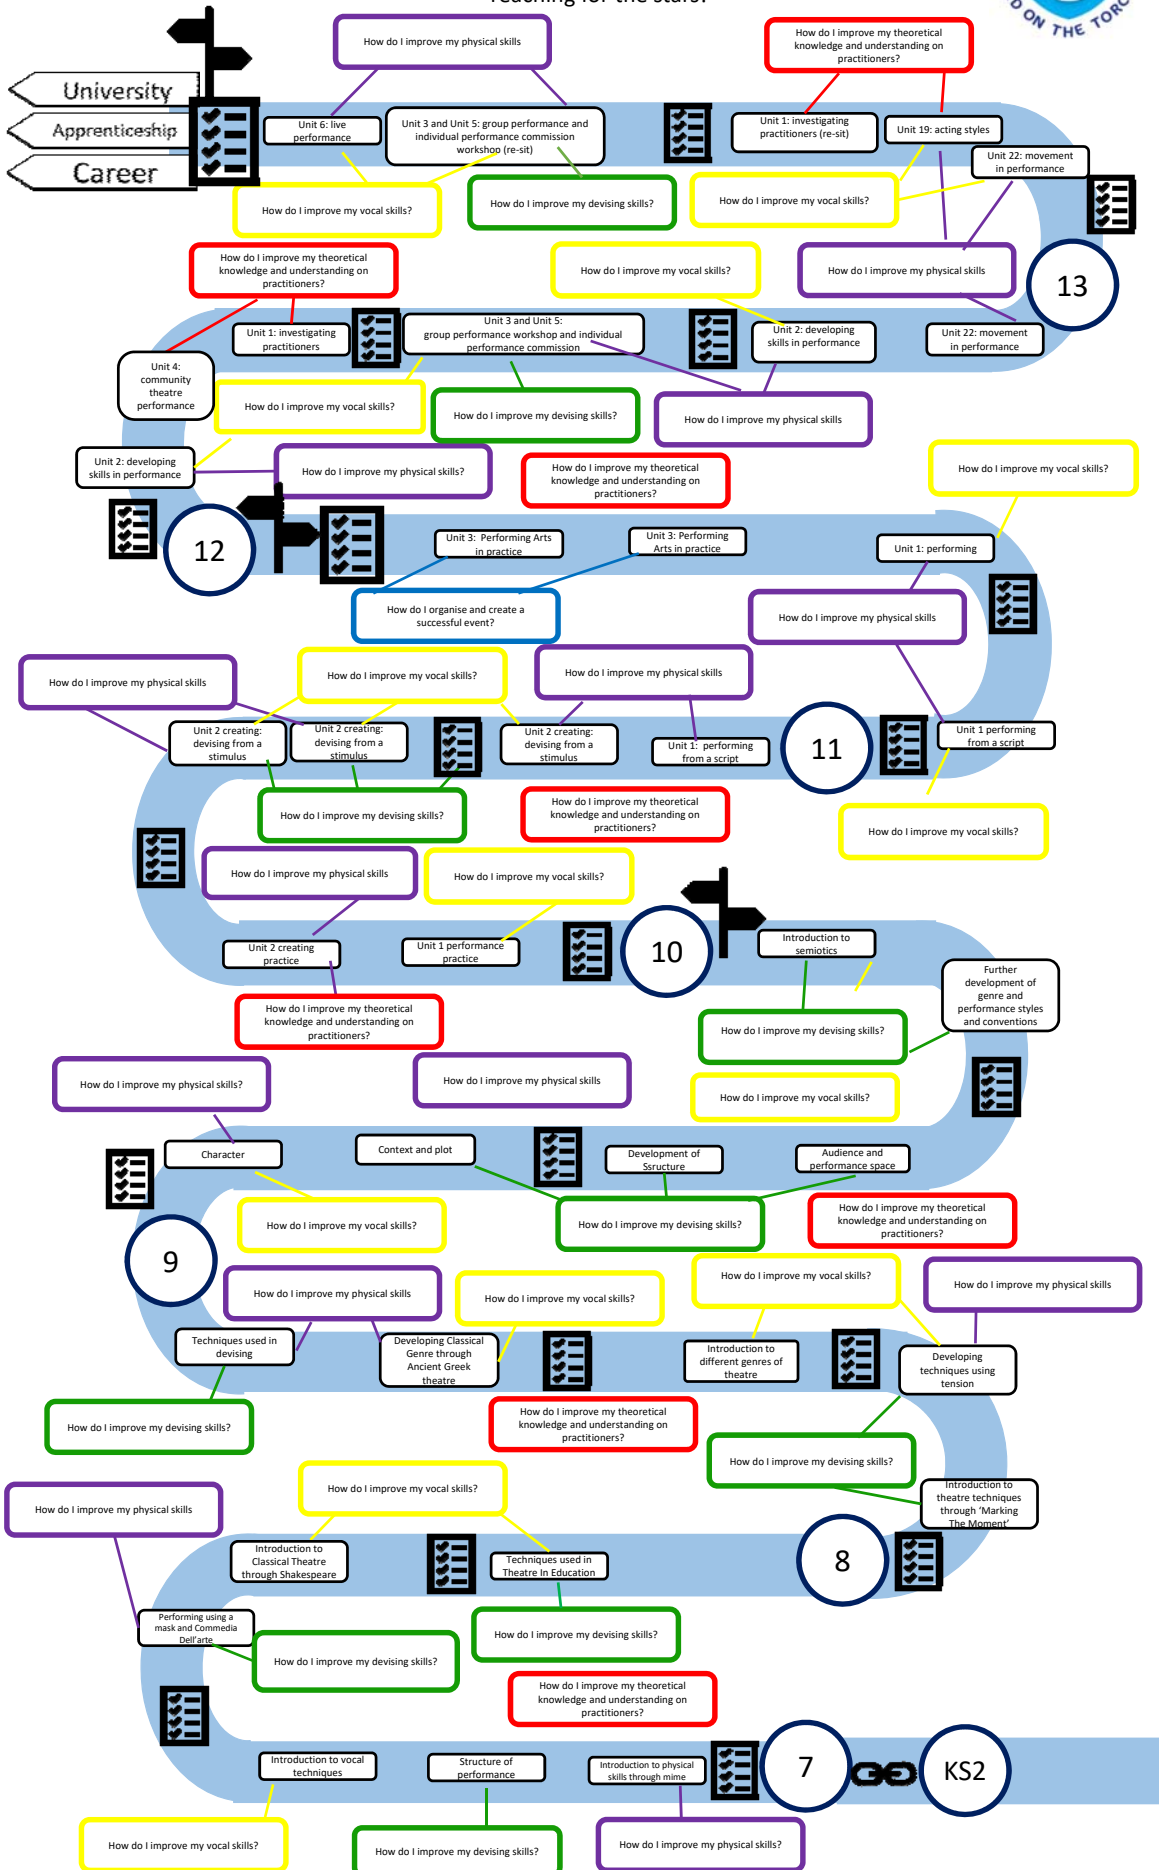 Reaching for the stars!
D ON THE TORC
How do I improve my physical skills
How do I improve my theoretical
knowledge and understanding on
practitioners?
University
Apprenticeship
Career
Unit 6: live
performance
Unit 3 and Unit 5: group performance and
individual performance commission
workshop (re-sit)
Unit 1: investigating
practitioners (re-sit)
Unit 19: acting styles
Unit 22: movement
in performance
How do I improve my vocal skills?
How do I improve my devising skills?
How do I improve my vocal skills?
How do I improve my theoretical
knowledge and understanding on
practitioners?
How do I improve my vocal skills?
How do I improve my physical skills
13
Unit 1: investigating
practitioners
Unit 3 and Unit 5:
group performance workshop and individual
performance commission
Unit 2: developing
skills in performance
Unit 22: movement
in performance
Unit 4:
community
theatre
performance
How do I improve my vocal skills?
How do I improve my devising skills?
How do I improve my physical skills
Unit 2: developing
skills in performance
How do I improve my physical skills?
How do I improve my theoretical
knowledge and understanding on
practitioners?
How do I improve my vocal skills?
12
Unit 3: Performing Arts
in practice
Unit 3: Performing
Arts in practice
Unit 1: performing
How do I organise and create a
successful event?
How do I improve my physical skills
How do I improve my physical skills
How do I improve my vocal skills?
How do I improve my physical skills
Unit 2 creating:
devising from a
stimulus
Unit 2 creating:
devising from a
stimulus
Unit 2 creating:
devising from a
stimulus
Unit 1: performing
from a script
11
Unit 1 performing
from a script
How do I improve my devising skills?
How do I improve my theoretical
knowledge and understanding on
practitioners?
How do I improve my vocal skills?
How do I improve my physical skills
How do I improve my vocal skills?
Unit 2 creating
practice
Unit 1 performance
practice
10
Introduction to
semiotics
Further
development of
genre and
performance styles
and conventions
How do I improve my theoretical
knowledge and understanding on
practitioners?
How do I improve my devising skills?
How do I improve my physical skills?
How do I improve my physical skills
How do I improve my vocal skills?
Character
Context and plot
Development of
Ssructure
Audience and
performance space
How do I improve my vocal skills?
How do I improve my devising skills?
How do I improve my theoretical
knowledge and understanding on
practitioners?
9
How do I improve my physical skills
How do I improve my vocal skills?
How do I improve my vocal skills?
How do I improve my physical skills
Techniques used in
devising
Developing Classical
Genre through
Ancient Greek
theatre
Introduction to
different genres of
theatre
Developing
techniques using
tension
How do I improve my devising skills?
How do I improve my theoretical
knowledge and understanding on
practitioners?
How do I improve my devising skills?
How do I improve my physical skills
How do I improve my vocal skills?
Introduction to
theatre techniques
through ‘Marking
The Moment’
Introduction to
Classical Theatre
through Shakespeare
Techniques used in
Theatre In Education
8
Performing using a
mask and Commedia
Dell’arte
How do I improve my devising skills?
How do I improve my devising skills?
How do I improve my theoretical
knowledge and understanding on
practitioners?
Introduction to vocal
techniques
Structure of
performance
Introduction to physical
skills through mime
7
KS2
How do I improve my vocal skills?
How do I improve my devising skills?
How do I improve my physical skills?